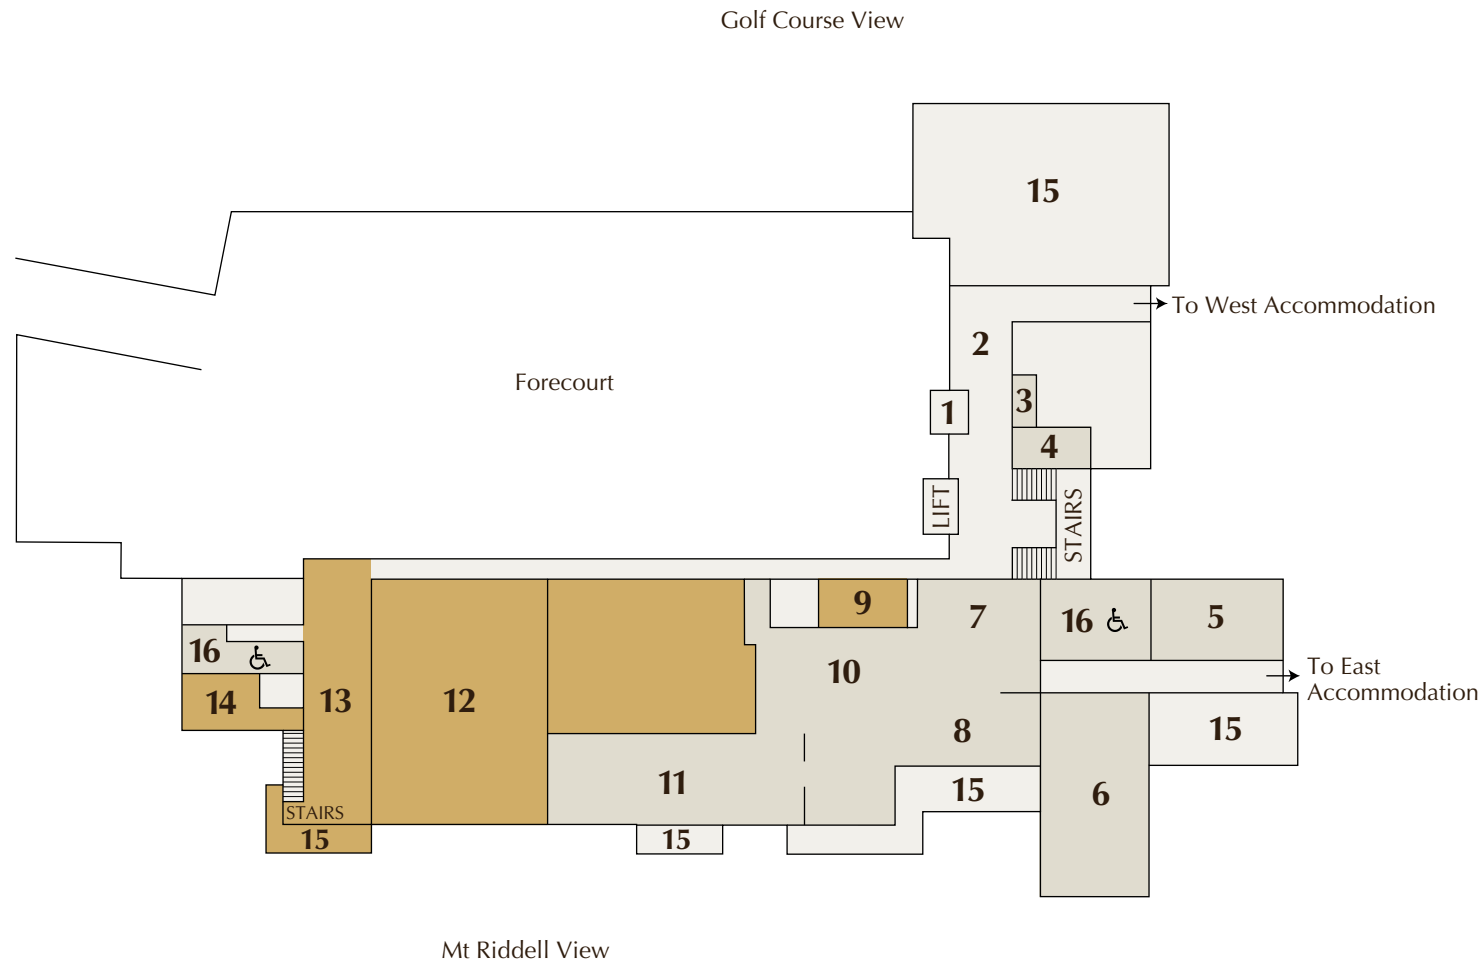 Golf Course View
15
To West Accommodation
2
Forecourt
3
1
4
LIFT
STAIRS
9
7
16
5
16
10
To East
Accommodation
14
13
12
8
15
11
15
6
STAIRS
15
15
Mt Riddell View